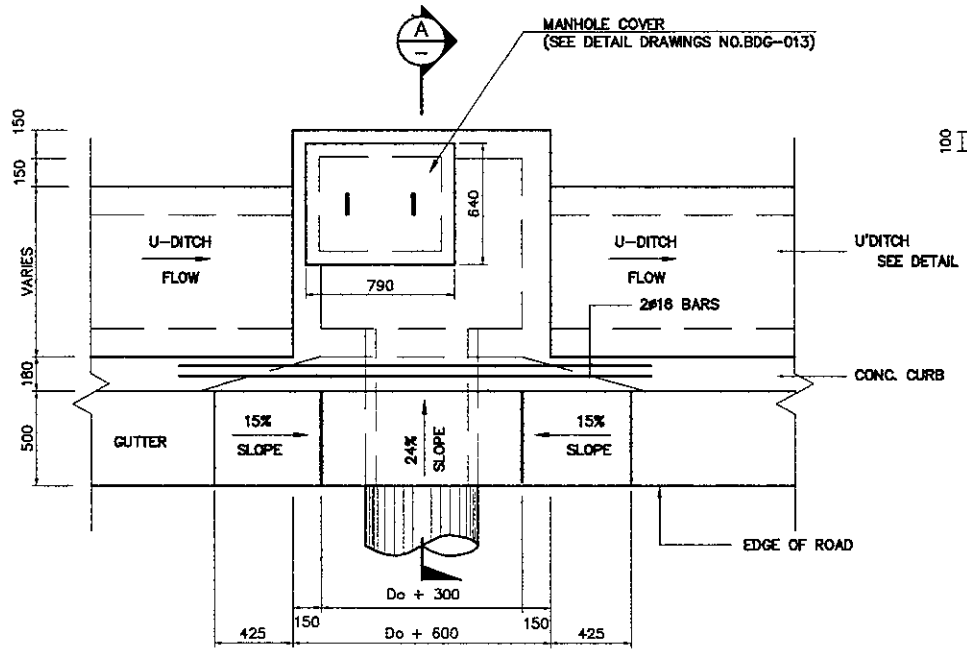 A
–
MANHOLE COVER
(SEE DETAIL DRAWINGS NO.BDG-013)
150
100
150
640
U-DITCH
FLOW
U-DITCH
FLOW
U'DITCH
SEE DETAIL
VARIES
790
2ø16 BARS
180
CONC. CURB
500
GUTTER
15%
SLOPE
24%
SLOPE
15%
SLOPE
EDGE OF ROAD
Do + 300
150
150
425
Do + 600
425